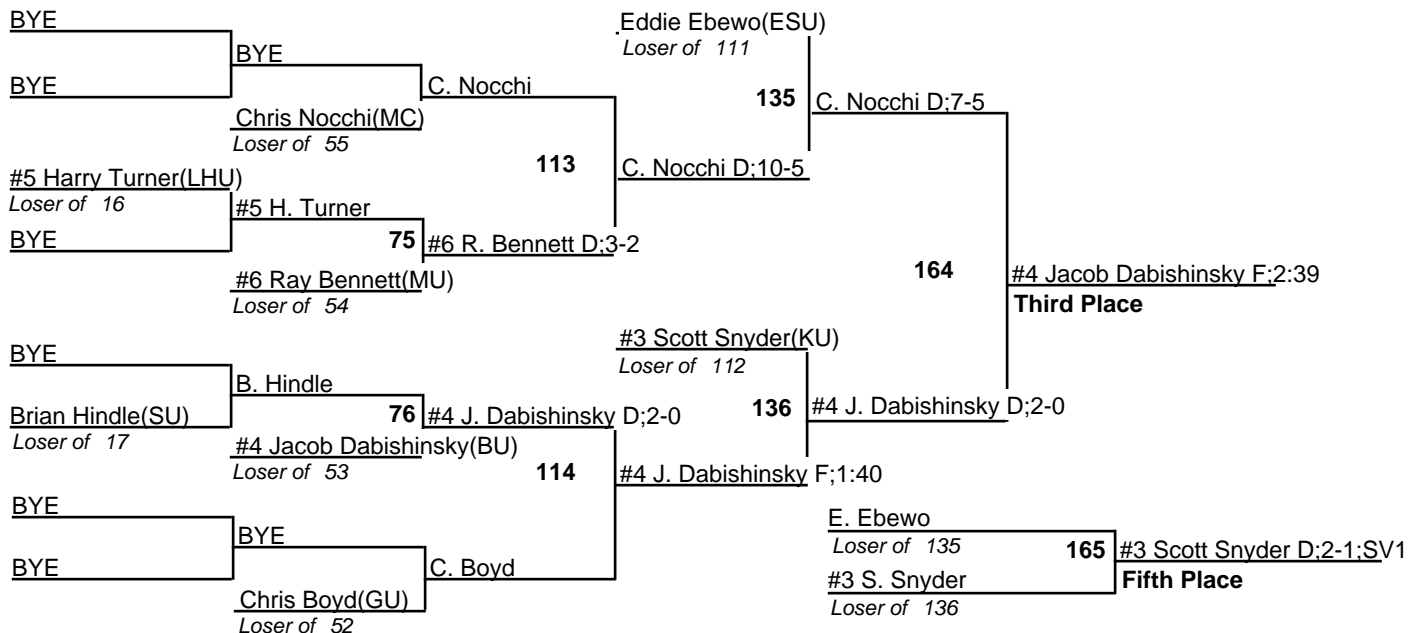 BYE
BYE
BYE
C. Nocchi
Chris Nocchi(MC)
Loser of 55
#5 Harry Turner(LHU)
Loser of 16
BYE
#5 H. Turner
75
#6 R. Bennett D;3-2
#6 Ray Bennett(MU)
Loser of 54
113
C. Nocchi D;10-5
Eddie Ebewo(ESU)
Loser of 111
135
C. Nocchi D;7-5
164
#4 Jacob Dabishinsky F;2:39
Third Place
BYE
Brian Hindle(SU)
Loser of 17
B. Hindle
76
#4 J. Dabishinsky D;2-0
#4 Jacob Dabishinsky(BU)
Loser of 53
114
#4 J. Dabishinsky F;1:40
#3 Scott Snyder(KU)
Loser of 112
136
#4 J. Dabishinsky D;2-0
BYE
BYE
BYE
C. Boyd
Chris Boyd(GU)
Loser of 52
E. Ebewo
Loser of 135
165
#3 Scott Snyder D;2-1;SV1
Fifth Place
#3 S. Snyder
Loser of 136